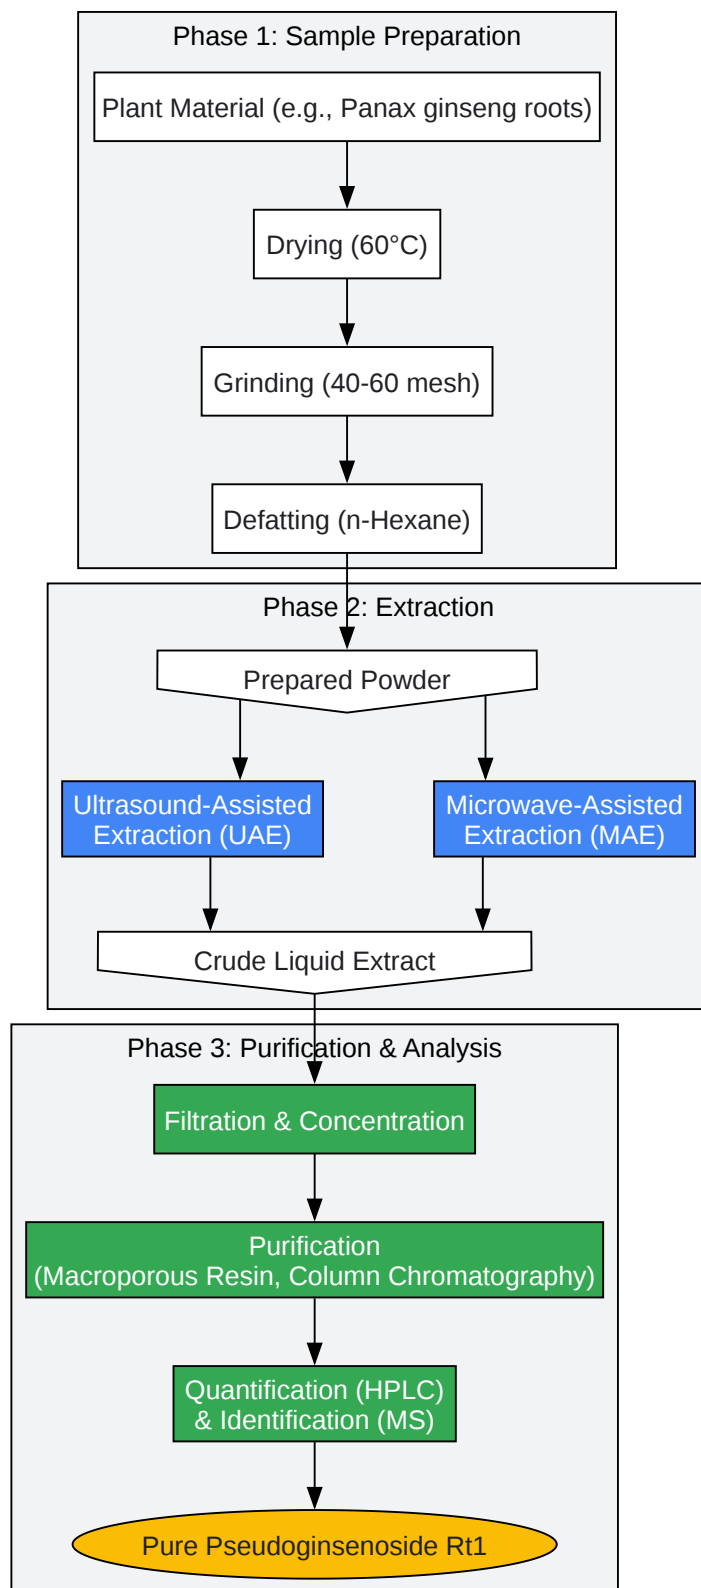 Phase 1: Sample Preparation
Plant Material (e.g., Panax ginseng roots)
Drying (60°C)
Grinding (40-60 mesh)
Defatting (n-Hexane)
Phase 2: Extraction
Prepared Powder
Ultrasound-Assisted
Extraction (UAE)
Microwave-Assisted
Extraction (MAE)
Crude Liquid Extract
Phase 3: Purification & Analysis
Filtration & Concentration
Purification
(Macroporous Resin, Column Chromatography)
Quantification (HPLC)
& Identification (MS)
Pure Pseudoginsenoside Rt1